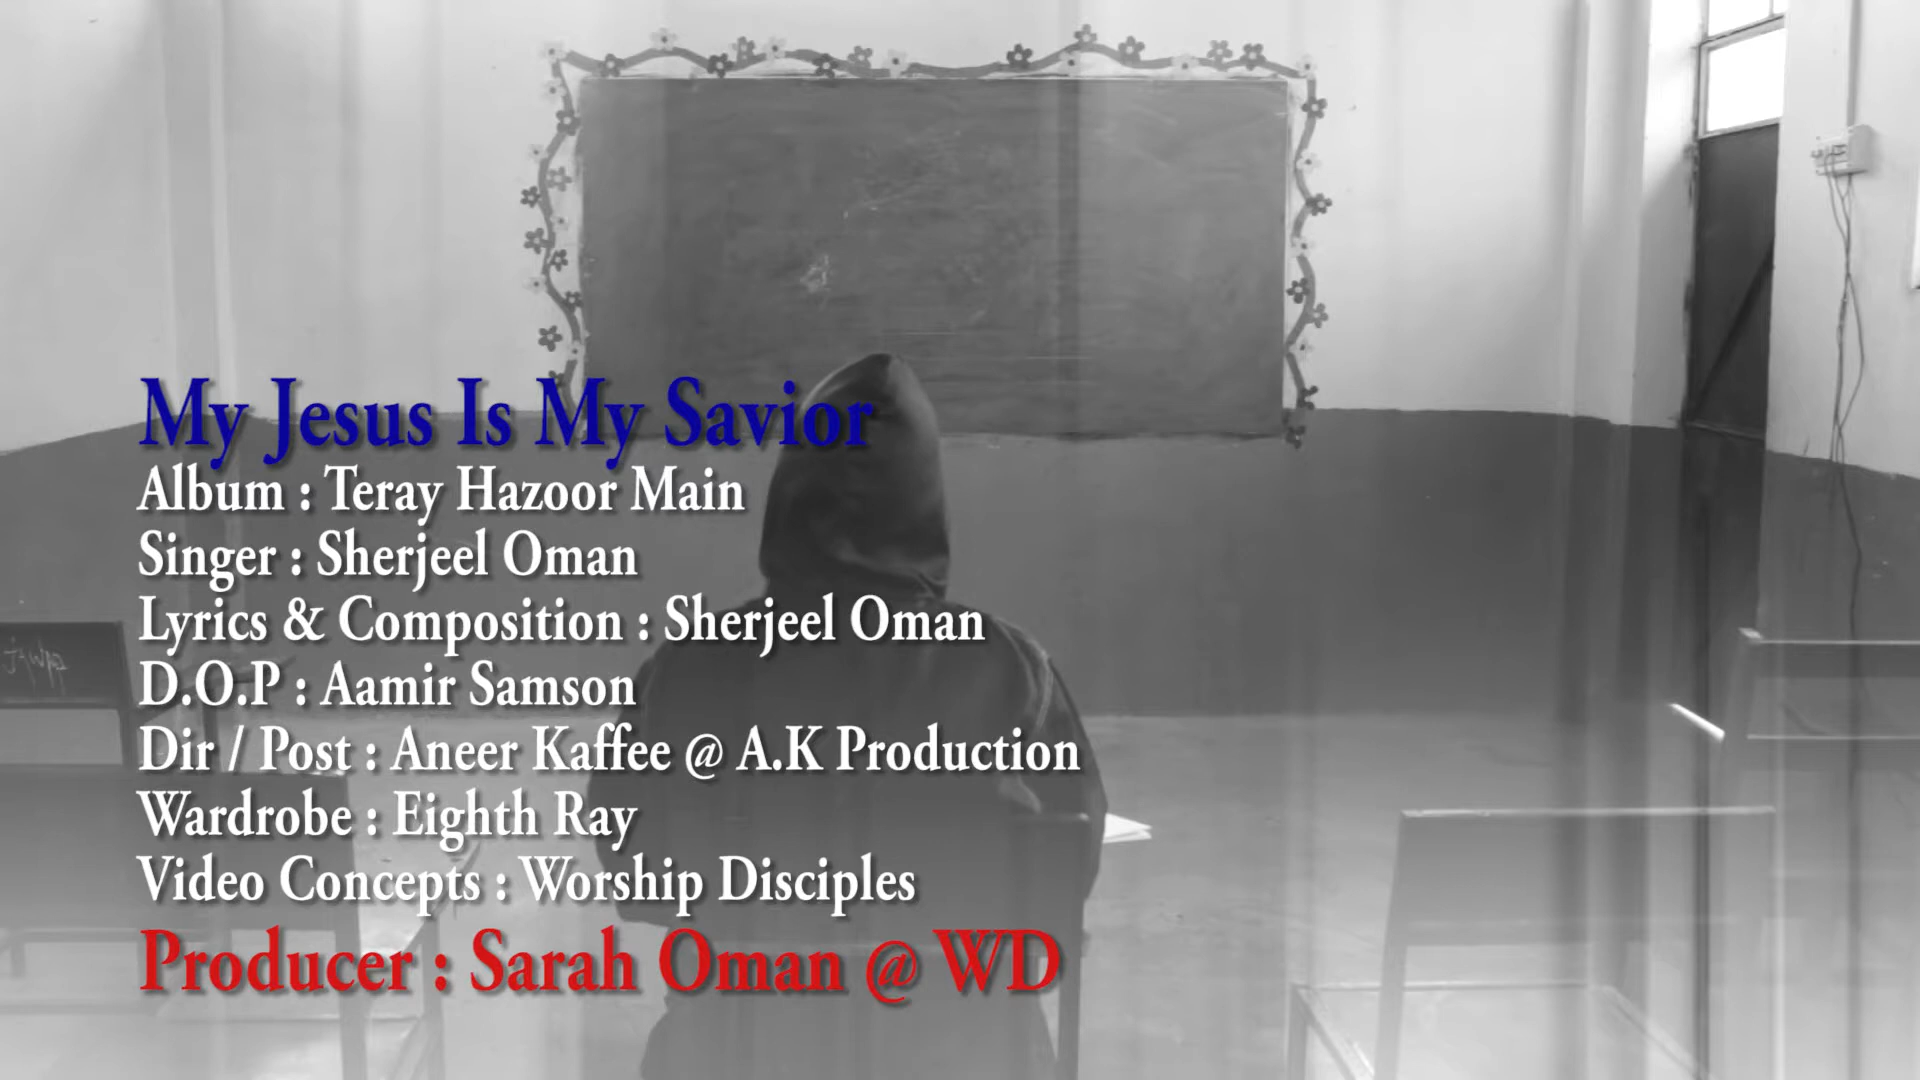 My Jesus Is My Savior
Album : Teray Hazoor Main
Singer : Sherjeel Oman
Lyrics & Composition : Sherjeel Oman
D.O.P : Aamir Samson
Dir / Post : Aneer Kaffee @ A.K Production
Wardrobe : Eighth Ray
Video Concepts : Worship Disciples
Producer : Sarah Oman @ WD